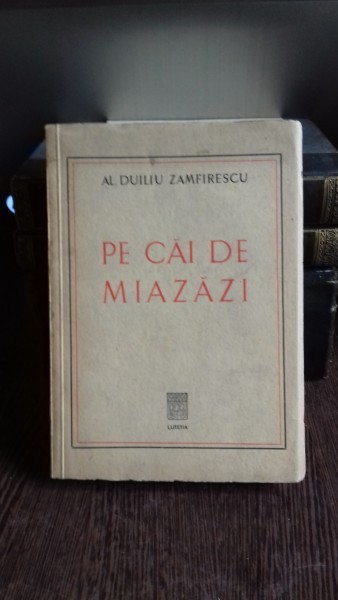 AL. DUILIU ZAMFIRESCU
PE CĂI DE
MIAZĂZI
LUTETIA